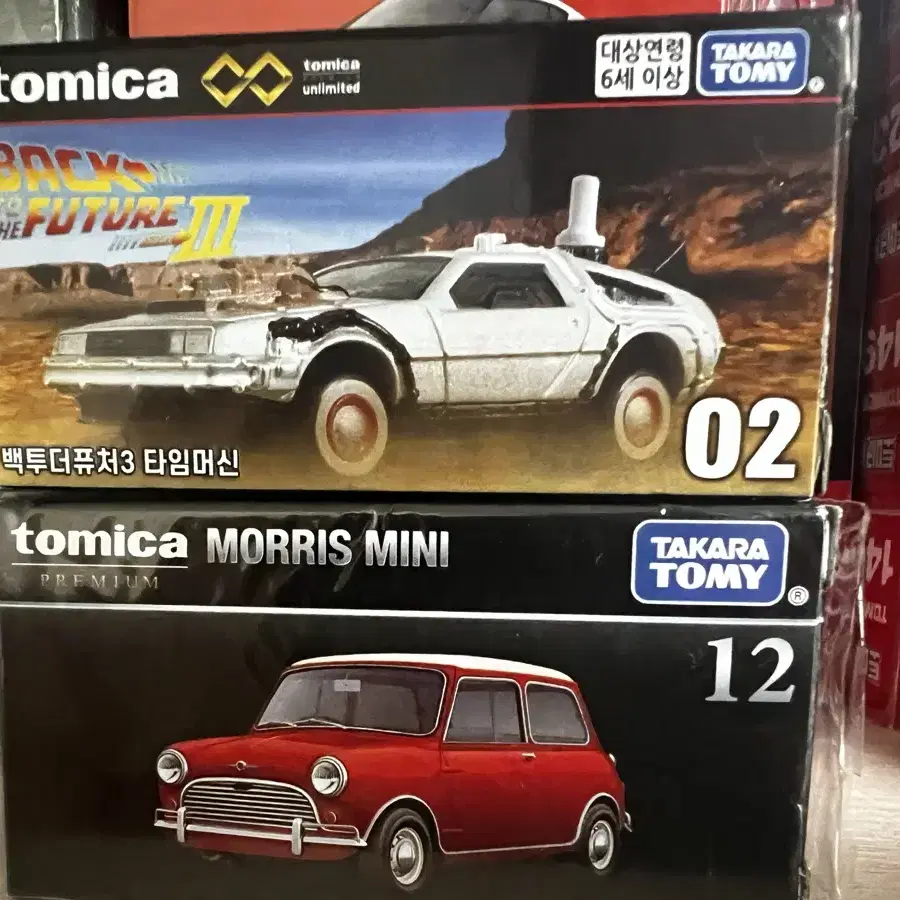 tomica
tomica
PREMIUM
unlimited
대상연령
6세 이상
TAKARA
TOMY
BACK
TO
THE FUTURE III
02
백투더퓨처3 타임머신
tomica
PREMIUM
MORRIS MINI
TAKARA
TOMY
®
12